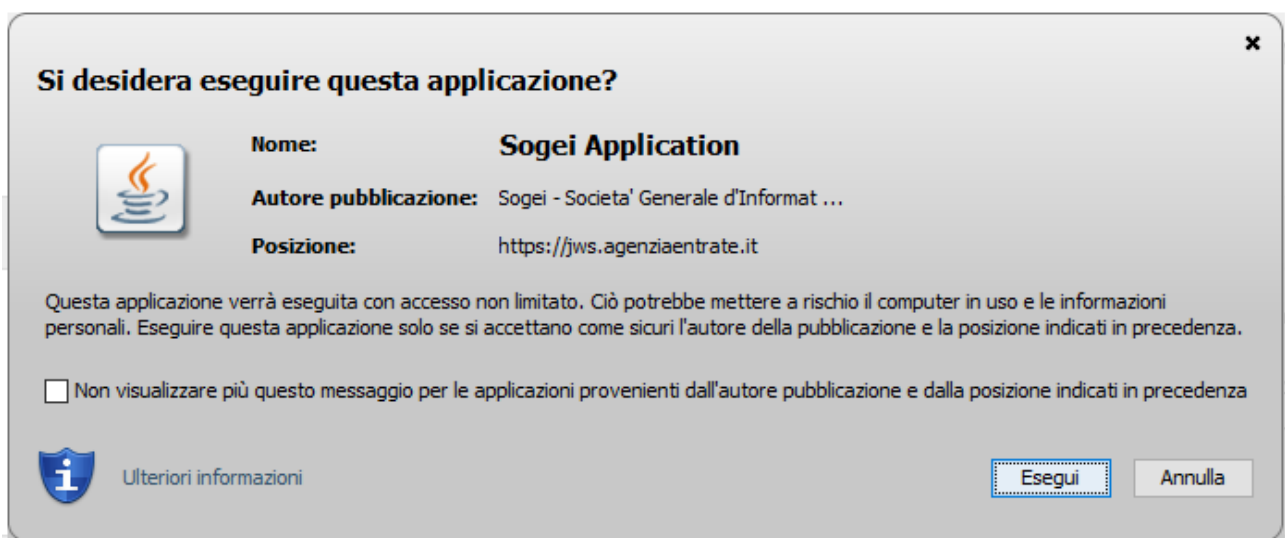 Si desidera eseguire questa applicazione?
Nome: Sogei Application
Autore pubblicazione: Sogei - Societa' Generale d'Informat ...
Posizione: https://jws.agenziaentrate.it
Questa applicazione verrà eseguita con accesso non limitato. Ciò potrebbe mettere a rischio il computer in uso e le informazioni
personali. Eseguire questa applicazione solo se si accettano come sicuri l'autore della pubblicazione e la posizione indicati in precedenza.
Non visualizzare più questo messaggio per le applicazioni provenienti dall'autore pubblicazione e dalla posizione indicati in precedenza
Ulteriori informazioni
Esegui Annulla